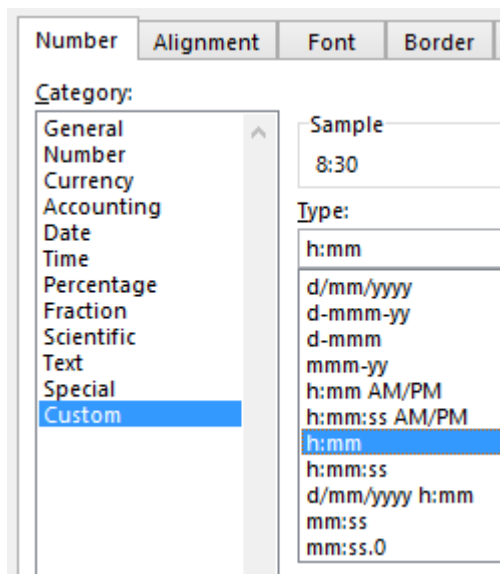 Number Alignment Font Border
Category:
General
Number
Currency
Accounting
Date
Time
Percentage
Fraction
Scientific
Text
Special
Custom
Sample
8:30
Type:
h:mm
d/mm/yyyy
d-mmm-yy
d-mmm
mmm-yy
h:mm AM/PM
h:mm:ss AM/PM
h:mm
h:mm:ss
d/mm/yyyy h:mm
mm:ss
mm:ss.0